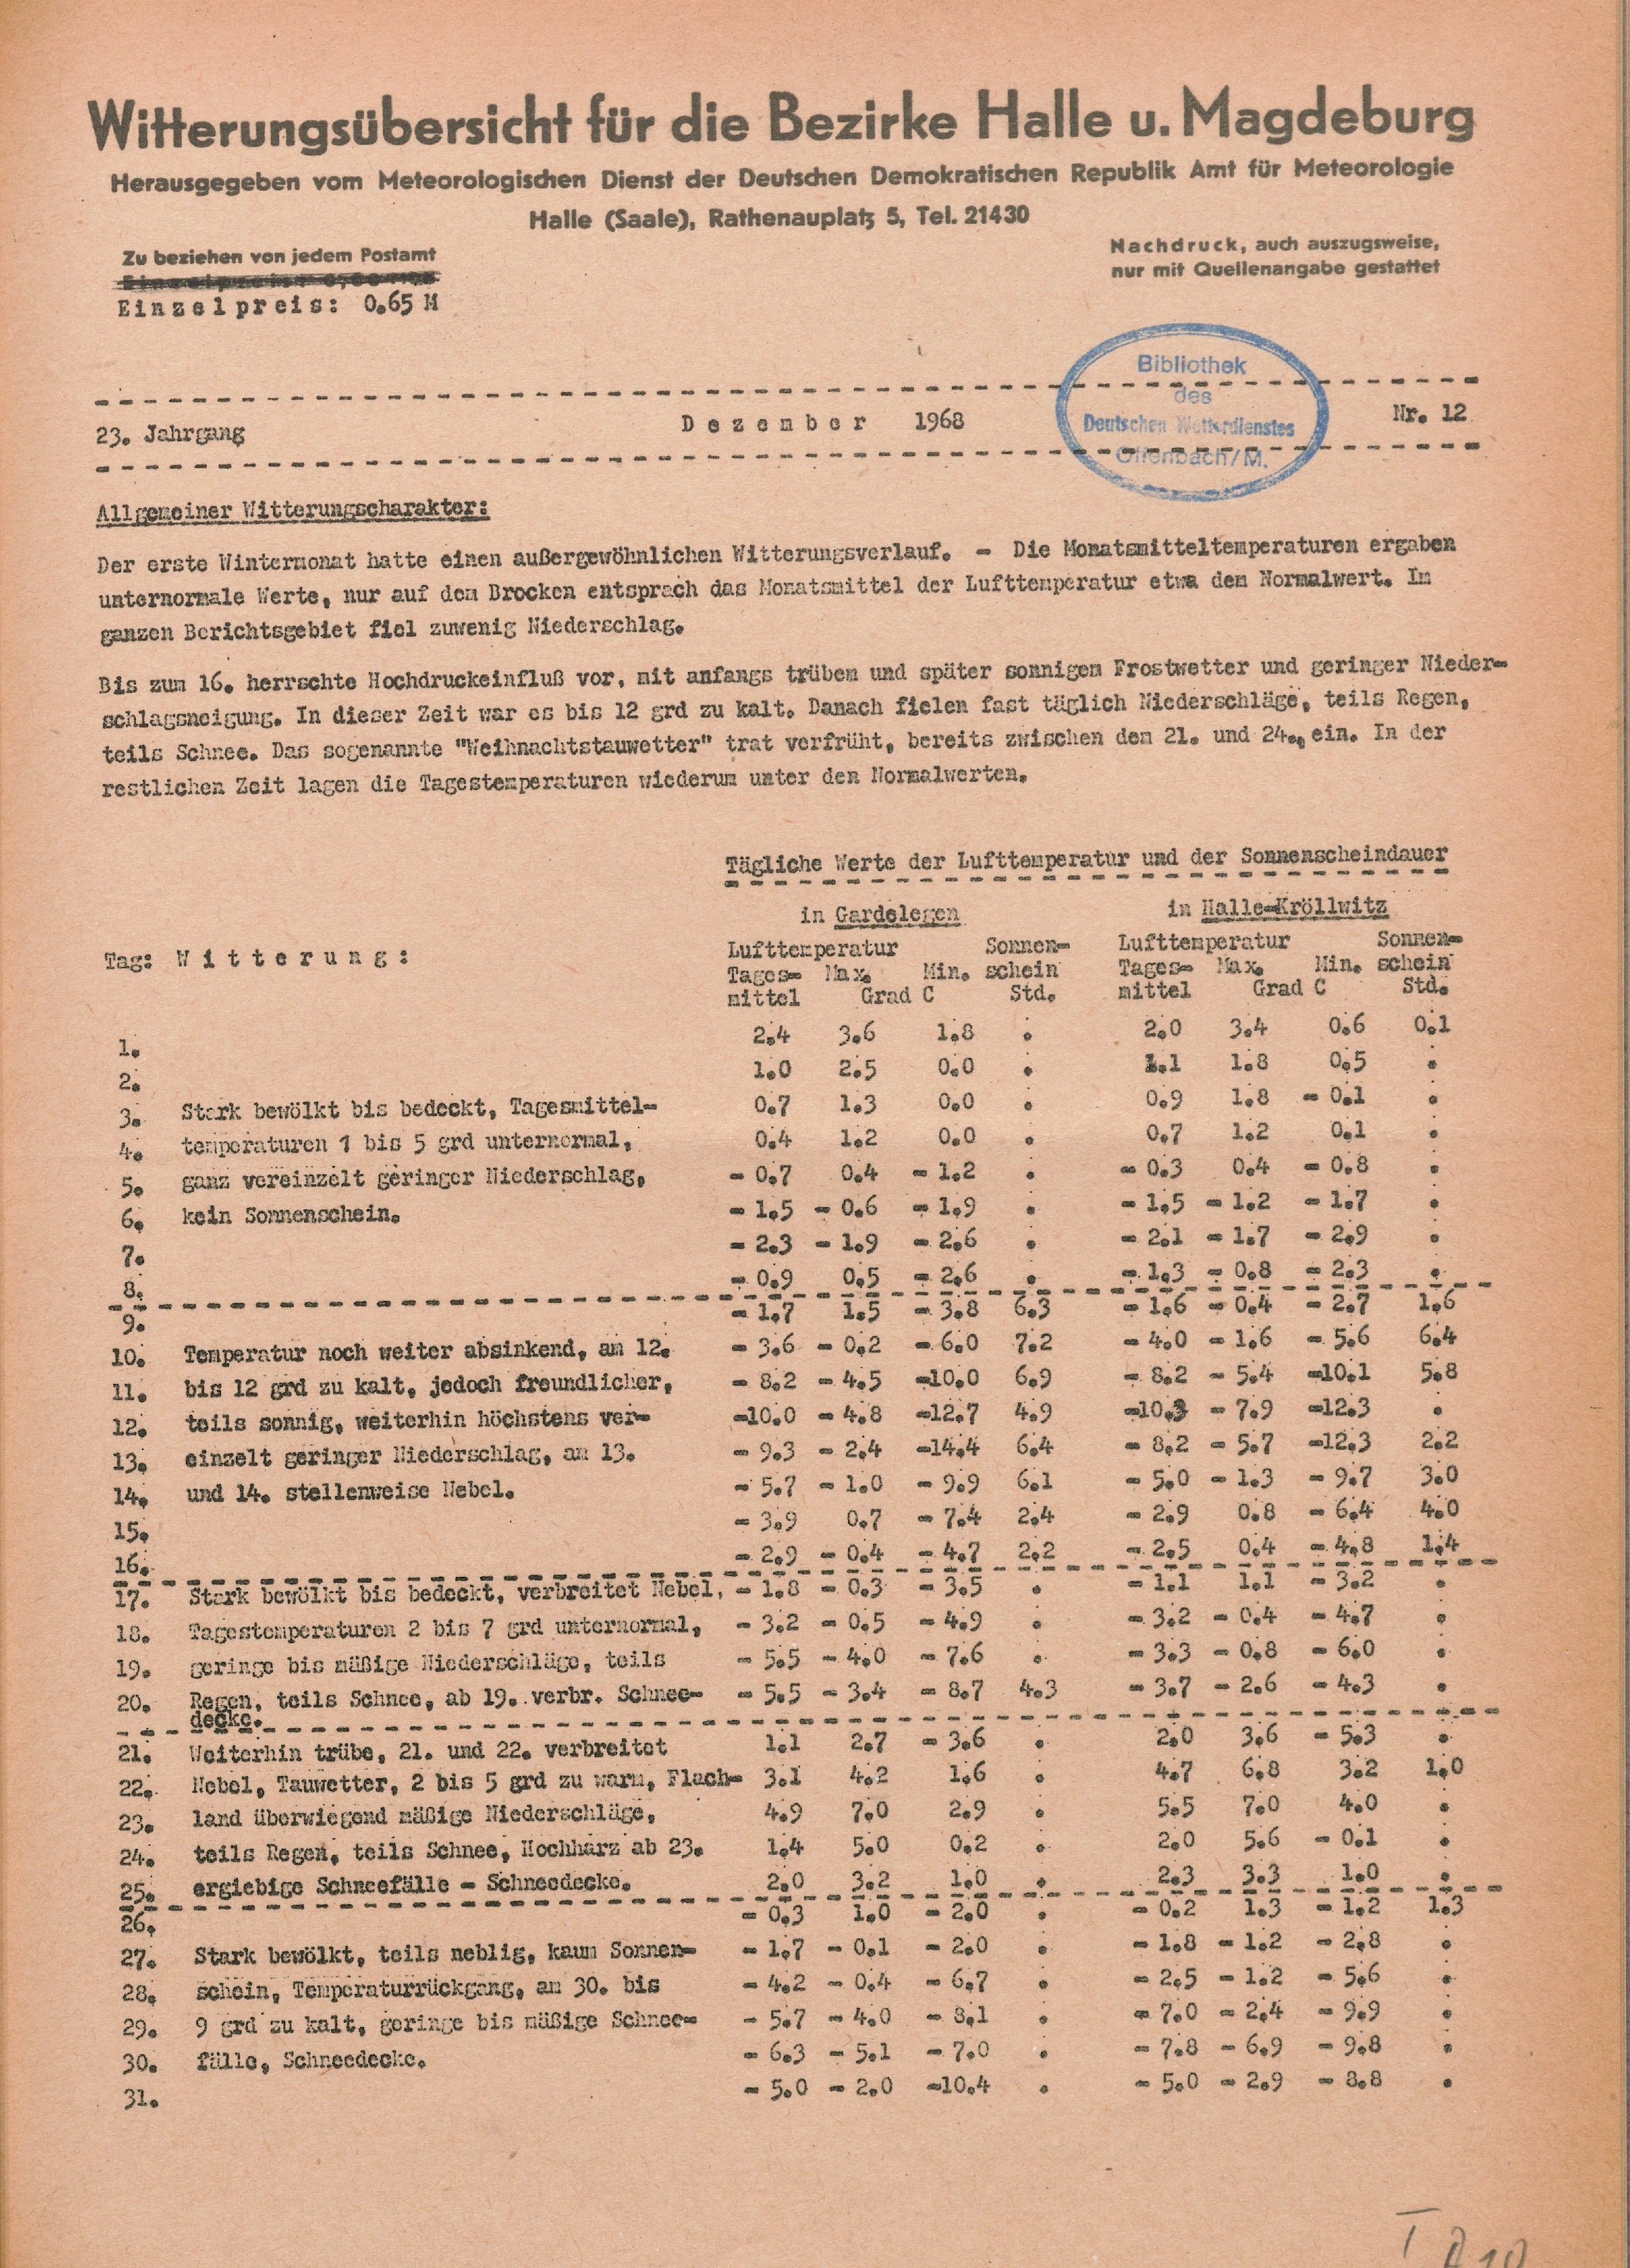 Witterungsübersicht für die Bezirke Halle u. Magdeburg
Herausgegeben vom Meteorologischen Dienst der Deutschen Demokratischen Republik Amt für Meteorologie
Halle (Saale), Rathenauplatz 5, Tel. 21430
Zu beziehen von jedem Postamt
Einzelpreis: 0.65 M
Nachdruck, auch auszugsweise,
nur mit Quellenangabe gestattet
Bibliothek
des
Deutschen Wetterdienstes
Offenbach/M.
23. Jahrgang Dezember 1968 Nr. 12
Allgemeiner Witterungscharakter:
Der erste Wintermonat hatte einen außergewöhnlichen Witterungsverlauf. - Die Monatsmitteltemperaturen ergaben
unternormale Werte, nur auf dem Brocken entsprach das Monatsmittel der Lufttemperatur etwa dem Normalwert. Im
ganzen Berichtsgebiet fiel zuwenig Niederschlag.
Bis zum 16. herrschte Hochdruckeinfluß vor, mit anfangs trübem und später sonnigem Frostwetter und geringer Nieder-
schlagsneigung. In dieser Zeit war es bis 12 grd zu kalt. Danach fielen fast täglich Niederschläge, teils Regen,
teils Schnee. Das sogenannte "Weihnachtstauwetter" trat verfrüht, bereits zwischen dem 21. und 24., ein. In der
restlichen Zeit lagen die Tagestemperaturen wiederum unter den Normalwerten.
Tägliche Werte der Lufttemperatur und der Sonnenscheindauer
in Gardelegen in Halle-Kröllwitz
Tag: Witterung: Lufttemperatur Sonnen- Lufttemperatur Sonnen-
Tages- Max. Min. schein Tages- Max. Min. schein
mittel Grad C Std. mittel Grad C Std.
1. 2.4 3.6 1.8 . 2.0 3.4 0.6 0.1
2. 1.0 2.5 0.0 . 1.1 1.8 0.5 .
3. Stark bewölkt bis bedeckt, Tagesmittel- 0.7 1.3 0.0 . 0.9 1.8 - 0.1 .
4. temperaturen 1 bis 5 grd unternormal, 0.4 1.2 0.0 . 0.7 1.2 0.1 .
5. ganz vereinzelt geringer Niederschlag, - 0.7 0.4 - 1.2 . - 0.3 0.4 - 0.8 .
6. kein Sonnenschein. - 1.5 - 0.6 - 1.9 . - 1.5 - 1.2 - 1.7 .
7. - 2.3 - 1.9 - 2.6 . - 2.1 - 1.7 - 2.9 .
8. - 0.9 0.5 - 2.6 . - 1.3 - 0.8 - 2.3 .
9. - 1.7 1.5 - 3.8 6.3 - 1.6 - 0.4 - 2.7 1.6
10. Temperatur noch weiter absinkend, am 12. - 3.6 - 0.2 - 6.0 7.2 - 4.0 - 1.6 - 5.6 6.4
11. bis 12 grd zu kalt, jedoch freundlicher, - 8.2 - 4.5 -10.0 6.9 - 8.2 - 5.4 -10.1 5.8
12. teils sonnig, weiterhin höchstens ver- -10.0 - 4.8 -12.7 4.9 -10.3 - 7.9 -12.3 .
13. einzelt geringer Niederschlag, am 13. - 9.3 - 2.4 -14.4 6.4 - 8.2 - 5.7 -12.3 2.2
14. und 14. stellenweise Nebel. - 5.7 - 1.0 - 9.9 6.1 - 5.0 - 1.3 - 9.7 3.0
15. - 3.9 0.7 - 7.4 2.4 - 2.9 0.8 - 6.4 4.0
16. - 2.9 - 0.4 - 4.7 2.2 - 2.5 0.4 - 4.8 1.4
17. Stark bewölkt bis bedeckt, verbreitet Nebel, - 1.8 - 0.3 - 3.5 . - 1.1 1.1 - 3.2 .
18. Tagestemperaturen 2 bis 7 grd unternormal, - 3.2 - 0.5 - 4.9 . - 3.2 - 0.4 - 4.7 .
19. geringe bis mäßige Niederschläge, teils - 5.5 - 4.0 - 7.6 . - 3.3 - 0.8 - 6.0 .
20. Regen, teils Schnee, ab 19. verbr. Schnee- - 5.5 - 3.4 - 8.7 4.3 - 3.7 - 2.6 - 4.3 .
decke.
21. Weiterhin trübe, 21. und 22. verbreitet 1.1 2.7 - 3.6 . 2.0 3.6 - 5.3 .
22. Nebel, Tauwetter, 2 bis 5 grd zu warm, Flach- 3.1 4.2 1.6 . 4.7 6.8 3.2 1.0
23. land überwiegend mäßige Niederschläge, 4.9 7.0 2.9 . 5.5 7.0 4.0 .
24. teils Regen, teils Schnee, Hochharz ab 23. 1.4 5.0 0.2 . 2.0 5.6 - 0.1 .
25. ergiebige Schneefälle - Schneedecke. 2.0 3.2 1.0 . 2.3 3.3 1.0 .
26. - 0.3 1.0 - 2.0 . - 0.2 1.3 - 1.2 1.3
27. Stark bewölkt, teils neblig, kaum Sonnen- - 1.7 - 0.1 - 2.0 . - 1.8 - 1.2 - 2.8 .
28. schein, Temperaturrückgang, am 30. bis - 4.2 - 0.4 - 6.7 . - 2.5 - 1.2 - 5.6 .
29. 9 grd zu kalt, geringe bis mäßige Schnee- - 5.7 - 4.0 - 8.1 . - 7.0 - 2.4 - 9.9 .
30. fälle, Schneedecke. - 6.3 - 5.1 - 7.0 . - 7.8 - 6.9 - 9.8 .
31. - 5.0 - 2.0 -10.4 . - 5.0 - 2.9 - 8.8 .